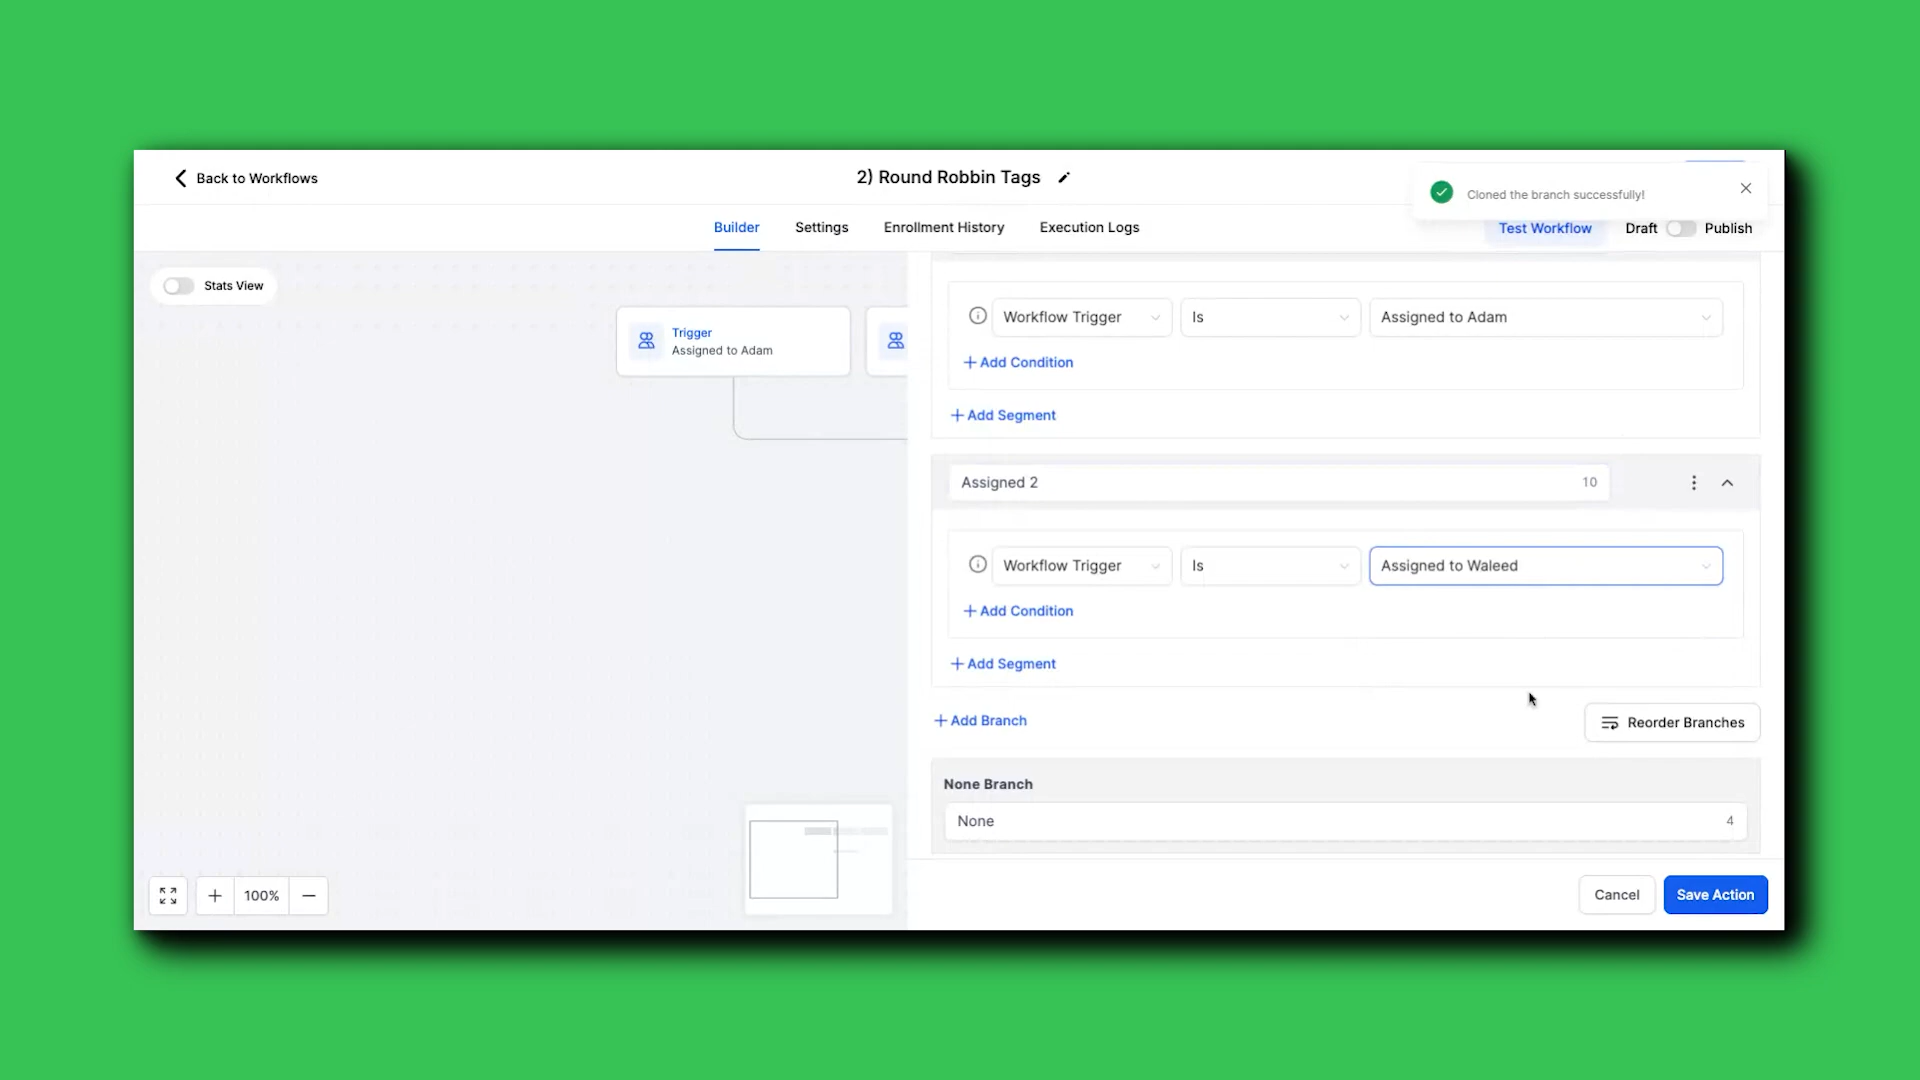 Back to Workflows
2) Round Robbin Tags
Cloned the branch successfully!
Builder
Settings
Enrollment History
Execution Logs
Test Workflow
Draft
Publish
Stats View
Trigger
Assigned to Adam
Workflow Trigger
Is
Assigned to Adam
+ Add Condition
+ Add Segment
Assigned 2
10
Workflow Trigger
Is
Assigned to Waleed
+ Add Condition
+ Add Segment
+ Add Branch
Reorder Branches
None Branch
None
4
100%
Cancel
Save Action